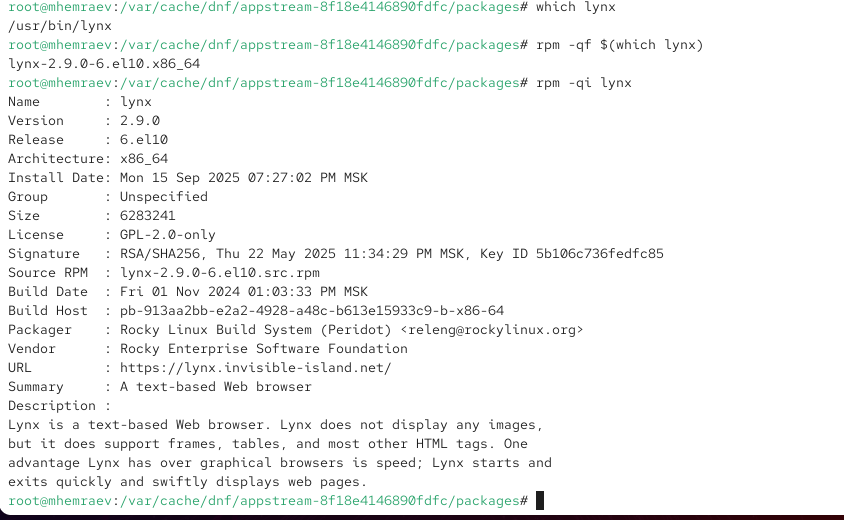 root@mhemraev:/var/cache/dnf/appstream-8f18e4146890fdfc/packages# which lynx
/usr/bin/lynx
root@mhemraev:/var/cache/dnf/appstream-8f18e4146890fdfc/packages# rpm -qf $(which lynx)
lynx-2.9.0-6.el10.x86_64
root@mhemraev:/var/cache/dnf/appstream-8f18e4146890fdfc/packages# rpm -qi lynx
Name        : lynx
Version     : 2.9.0
Release     : 6.el10
Architecture: x86_64
Install Date: Mon 15 Sep 2025 07:27:02 PM MSK
Group       : Unspecified
Size        : 6283241
License     : GPL-2.0-only
Signature   : RSA/SHA256, Thu 22 May 2025 11:34:29 PM MSK, Key ID 5b106c736fedfc85
Source RPM  : lynx-2.9.0-6.el10.src.rpm
Build Date  : Fri 01 Nov 2024 01:03:33 PM MSK
Build Host  : pb-913aa2bb-e2a2-4928-a48c-b613e15933c9-b-x86-64
Packager    : Rocky Linux Build System (Peridot) <releng@rockylinux.org>
Vendor      : Rocky Enterprise Software Foundation
URL         : https://lynx.invisible-island.net/
Summary     : A text-based Web browser
Description :
Lynx is a text-based Web browser. Lynx does not display any images,
but it does support frames, tables, and most other HTML tags. One
advantage Lynx has over graphical browsers is speed; Lynx starts and
exits quickly and swiftly displays web pages.
root@mhemraev:/var/cache/dnf/appstream-8f18e4146890fdfc/packages#